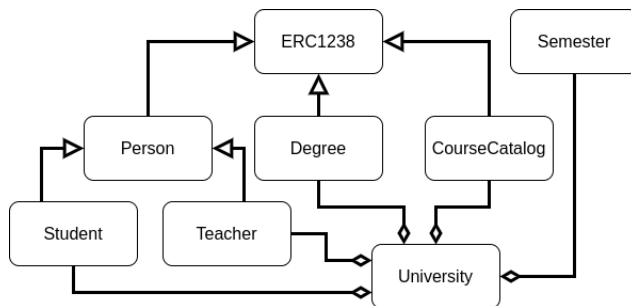 ERC1238
Semester
Person
Degree
CourseCatalog
Student
Teacher
University